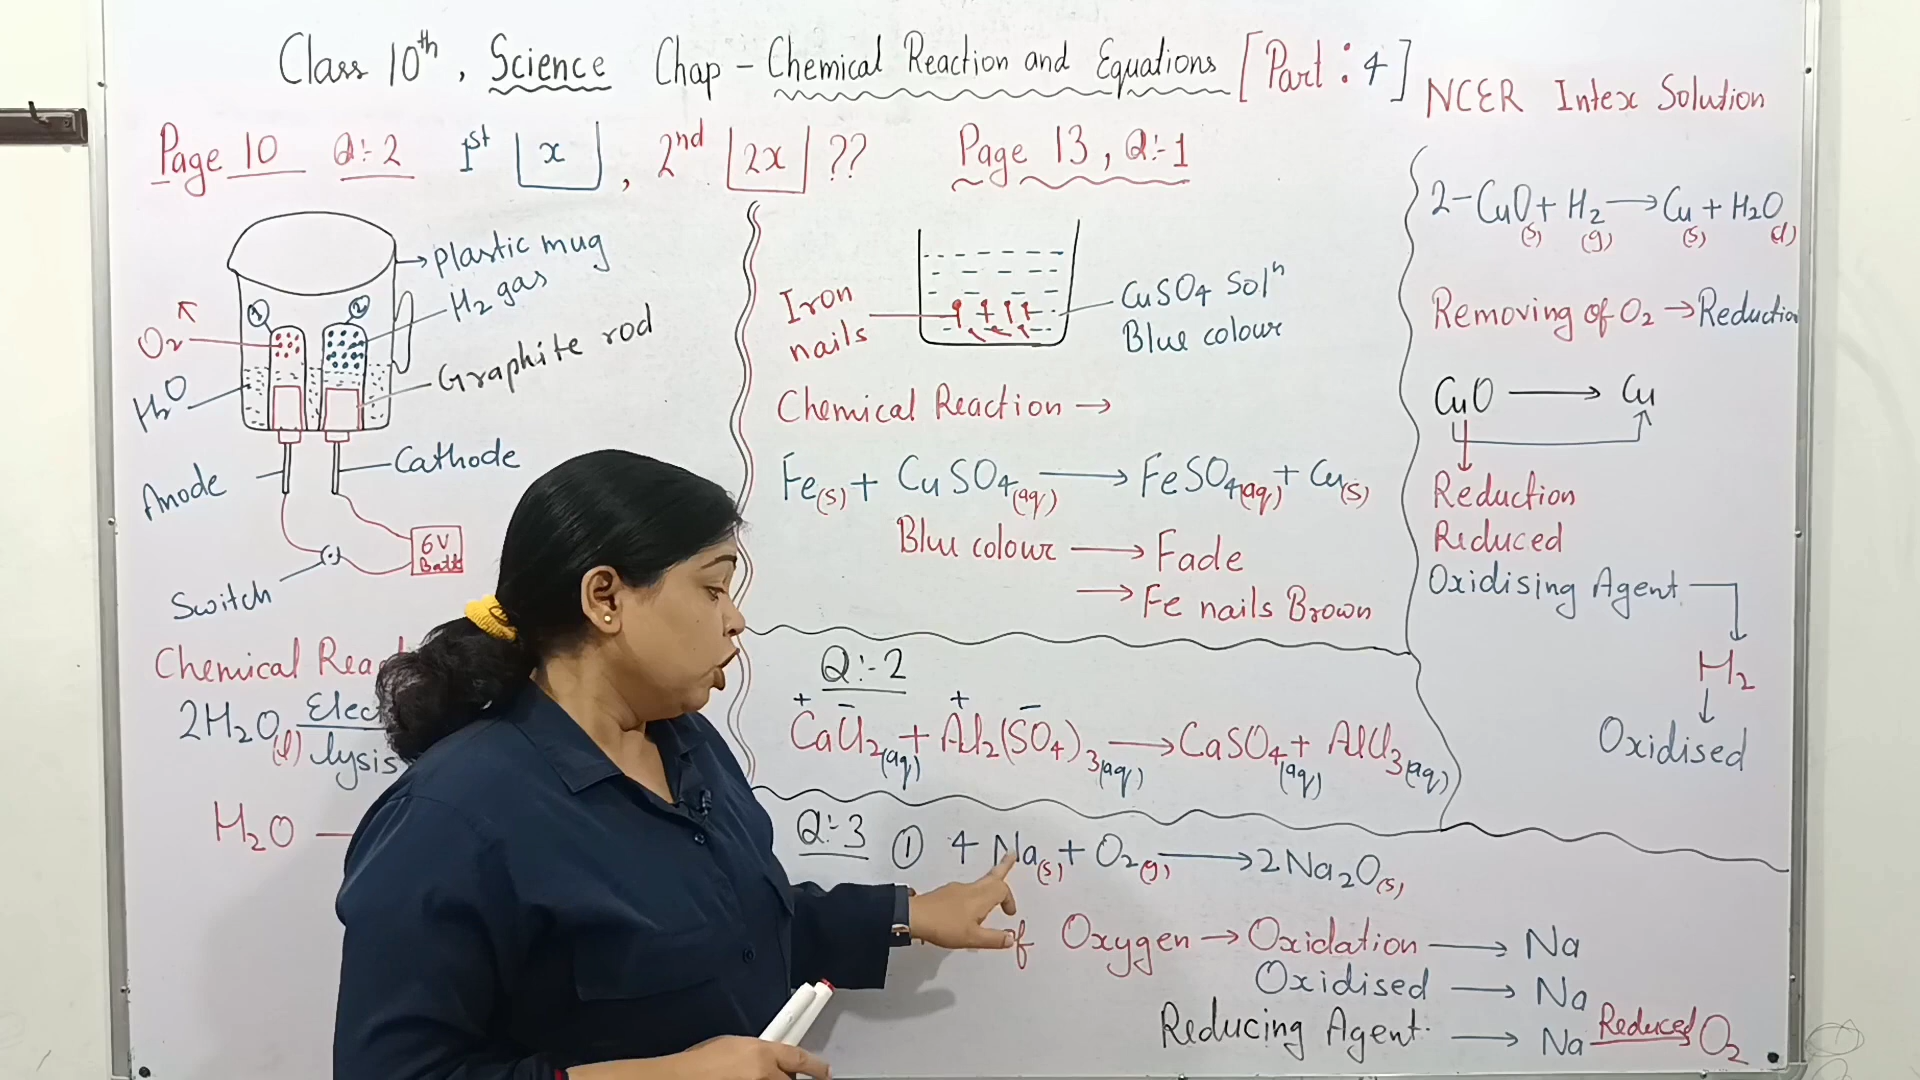 Class 10th, Science Chap - Chemical Reaction and Equations [Part : 4]
NCER Intex Solution
Page 10 Q:-2 1st x , 2nd 2x ??
Plastic mug
H2 gas
1 2
O2
Graphite rod
H2O
Anode
Cathode
6V
Batt
Switch
Chemical Reac
2H2O(l) Elec
lysis
H2O
Page 13, Q:-1
Iron
nails
CuSO4 Solⁿ
Blue colour
Chemical Reaction →
Fe(s) + CuSO4(aq) → FeSO4(aq) + Cu(s)
Blue colour → Fade
→ Fe nails Brown
Q:-2
+ - + -
CaCl2(aq) + Al2(SO4)3(aq) → CaSO4(aq) + AlCl3(aq)
Q:-3 ① 4Na(s) + O2(g) → 2Na2O(s)
of Oxygen → Oxidation → Na
Oxidised → Na
Reducing Agent → Na Reduced O2
2- CuO(s) + H2(g) → Cu(s) + H2O(l)
Removing of O2 → Reduction
CuO → Cu
Reduction
Reduced
Oxidising Agent
H2
↓
Oxidised